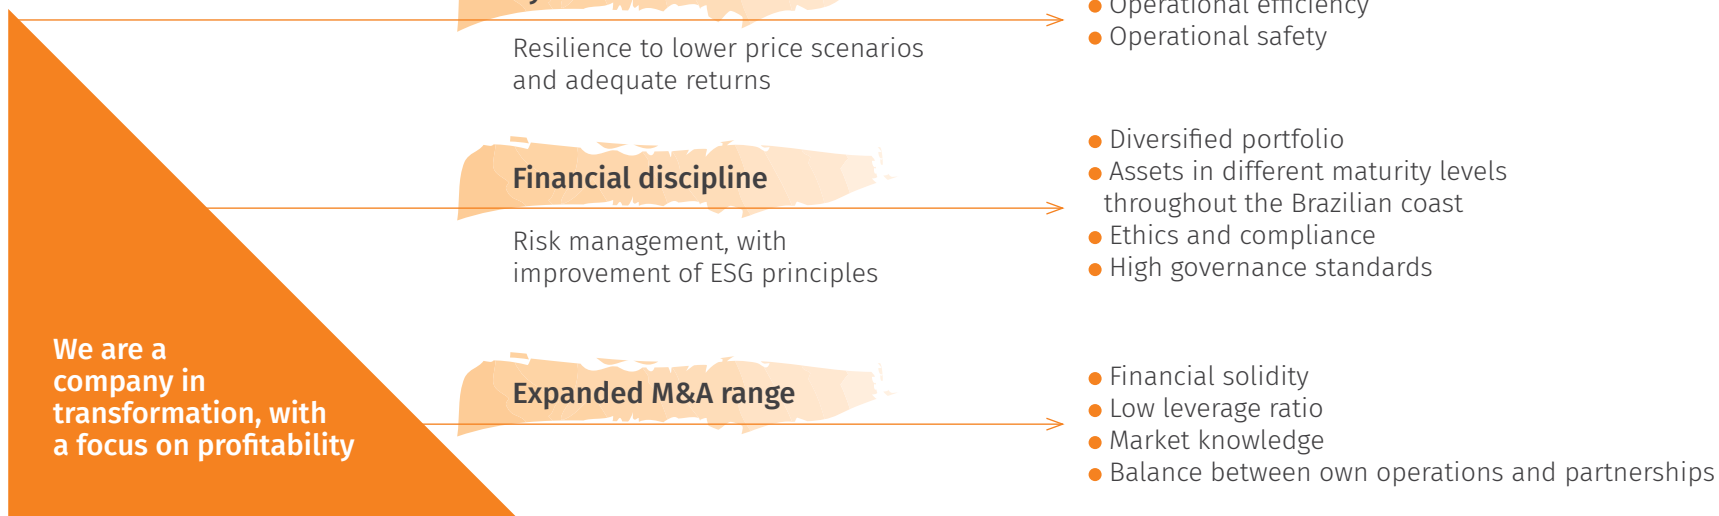 ● Operational efficiency
● Operational safety
Resilience to lower price scenarios
and adequate returns
● Diversified portfolio
● Assets in different maturity levels
throughout the Brazilian coast
● Ethics and compliance
● High governance standards
Financial discipline
Risk management, with
improvement of ESG principles
We are a
company in
transformation, with
a focus on profitability
Expanded M&A range
● Financial solidity
● Low leverage ratio
● Market knowledge
● Balance between own operations and partnerships